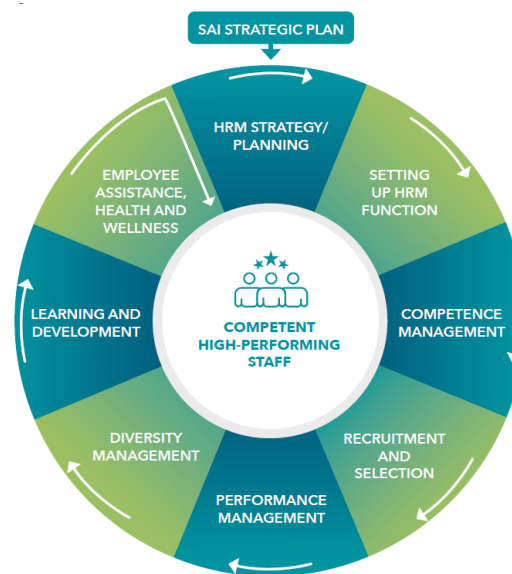 SAI STRATEGIC PLAN
HRM STRATEGY/
PLANNING
SETTING
UP HRM
FUNCTION
COMPETENCE
MANAGEMENT
RECRUITMENT
AND
SELECTION
PERFORMANCE
MANAGEMENT
DIVERSITY
MANAGEMENT
LEARNING AND
DEVELOPMENT
EMPLOYEE
ASSISTANCE,
HEALTH AND
WELLNESS
COMPETENT
HIGH-PERFORMING
STAFF